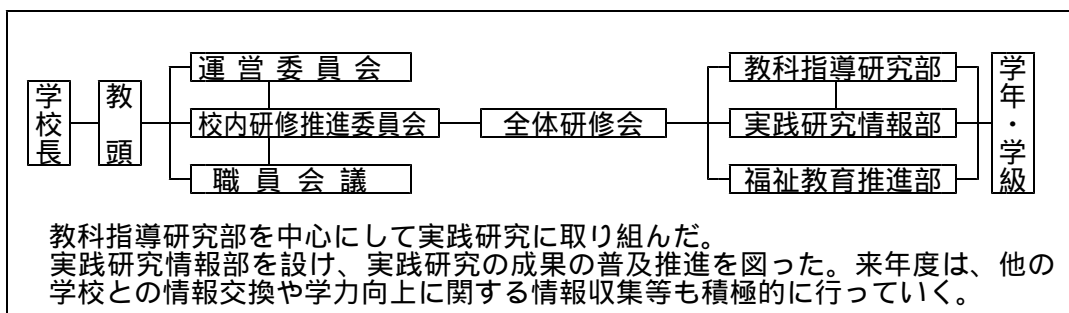 学校長
教頭
運営委員会
校内研修推進委員会
職員会議
全体研修会
教科指導研究部
実践研究情報部
福祉教育推進部
学年・学級
教科指導研究部を中心にして実践研究に取り組んだ。
実践研究情報部を設け、実践研究の成果の普及推進を図った。来年度は、他の
学校との情報交換や学力向上に関する情報収集等も積極的に行っていく。